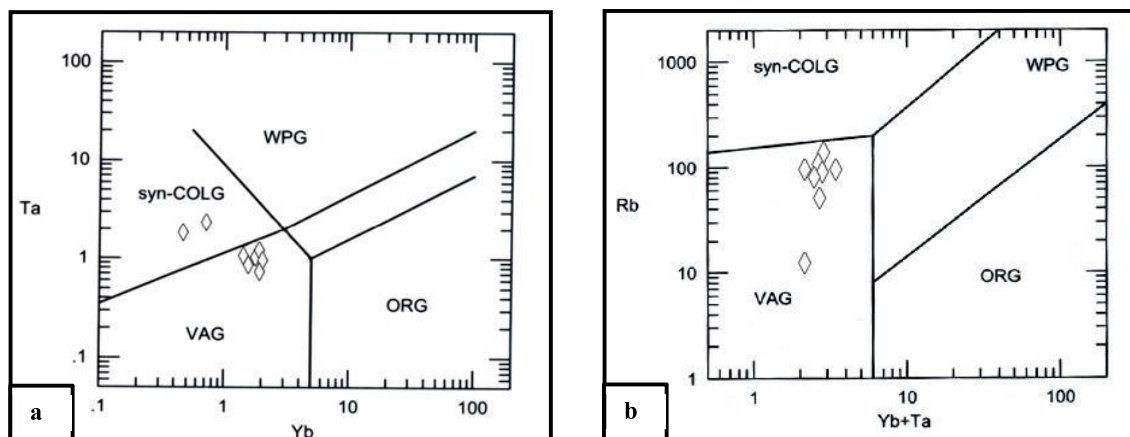 100
10
1
.1
Ta
WPG
syn-COLG
VAG
ORG
.1
1
10
100
Yb
a
1000
100
10
1
Rb
syn-COLG
WPG
VAG
ORG
1
10
100
Yb+Ta
b